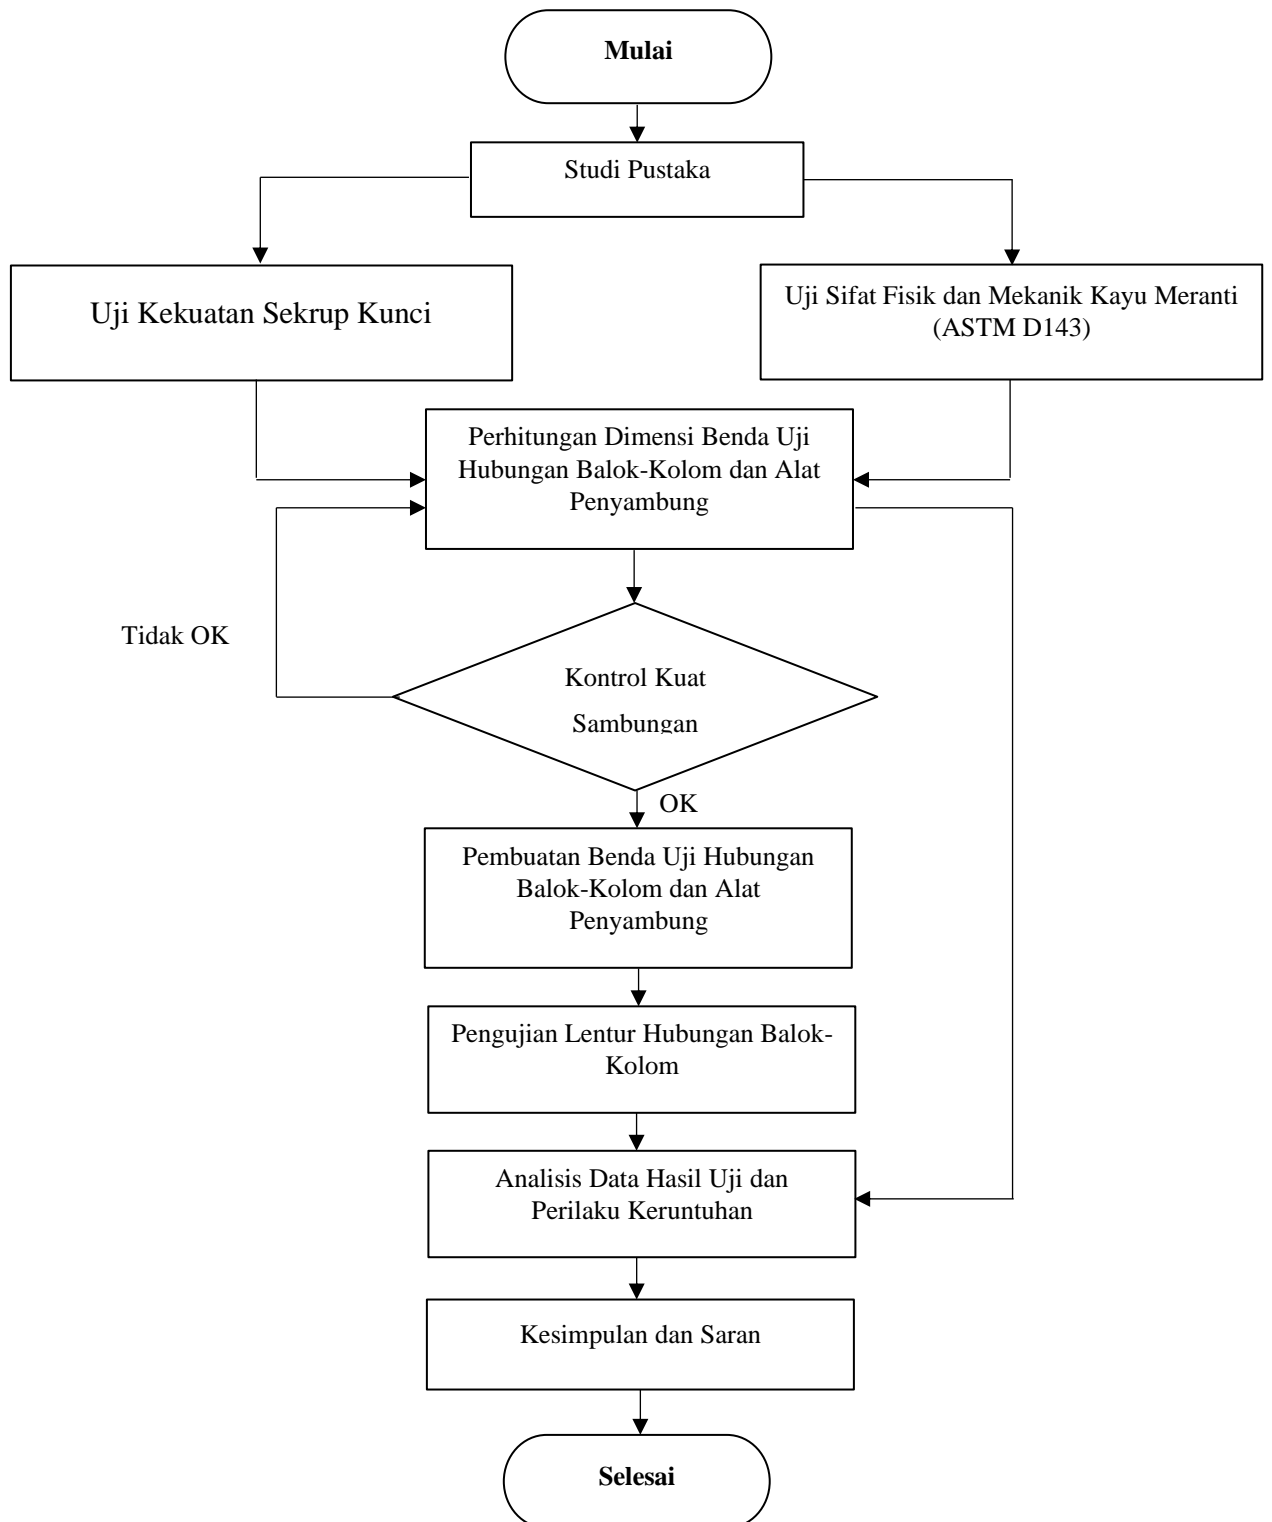 Mulai
Studi Pustaka
Uji Kekuatan Sekrup Kunci
Uji Sifat Fisik dan Mekanik Kayu Meranti
(ASTM D143)
Perhitungan Dimensi Benda Uji
Hubungan Balok-Kolom dan Alat
Penyambung
Tidak OK
Kontrol Kuat
Sambungan
OK
Pembuatan Benda Uji Hubungan
Balok-Kolom dan Alat
Penyambung
Pengujian Lentur Hubungan Balok-
Kolom
Analisis Data Hasil Uji dan
Perilaku Keruntuhan
Kesimpulan dan Saran
Selesai